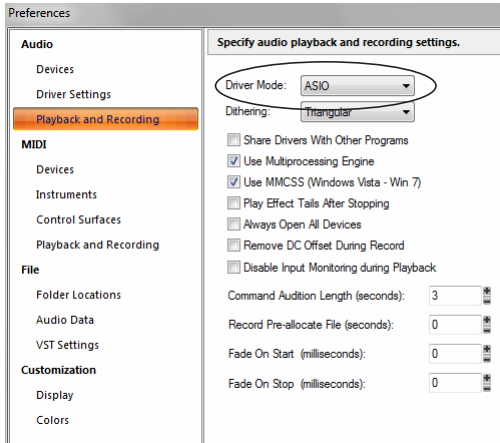 Preferences
Audio
Devices
Driver Settings
Playback and Recording
MIDI
Devices
Instruments
Control Surfaces
Playback and Recording
File
Folder Locations
Audio Data
VST Settings
Customization
Display
Colors
Specify audio playback and recording settings.
Driver Mode: ASIO
Dithering: Triangular
Share Drivers With Other Programs
Use Multiprocessing Engine
Use MMCSS (Windows Vista - Win 7)
Play Effect Tails After Stopping
Always Open All Devices
Remove DC Offset During Record
Disable Input Monitoring during Playback
Command Audition Length (seconds): 3
Record Pre-allocate File (seconds): 0
Fade On Start (milliseconds): 0
Fade On Stop (milliseconds): 0